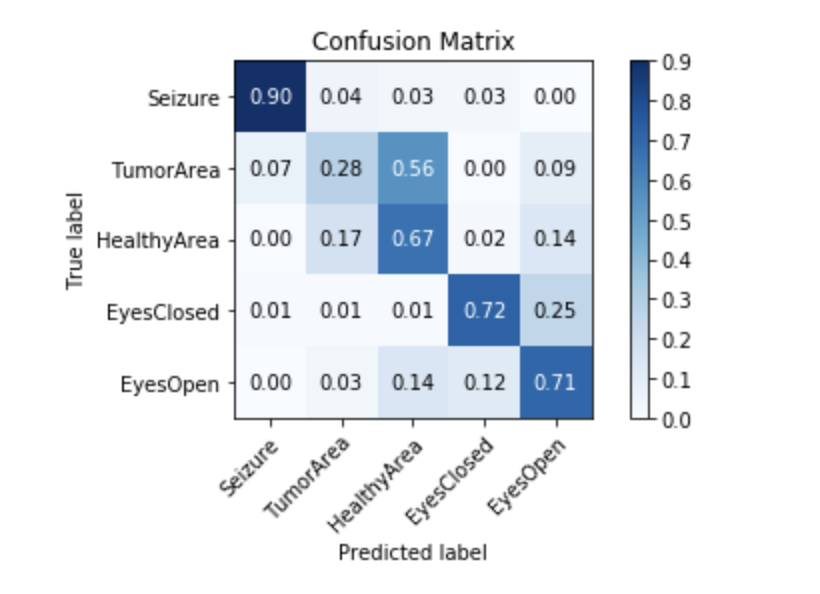 Confusion Matrix
True label
Seizure 0.90 0.04 0.03 0.03 0.00
TumorArea 0.07 0.28 0.56 0.00 0.09
HealthyArea 0.00 0.17 0.67 0.02 0.14
EyesClosed 0.01 0.01 0.01 0.72 0.25
EyesOpen 0.00 0.03 0.14 0.12 0.71
Seizure TumorArea HealthyArea EyesClosed EyesOpen
Predicted label
0.9
0.8
0.7
0.6
0.5
0.4
0.3
0.2
0.1
0.0